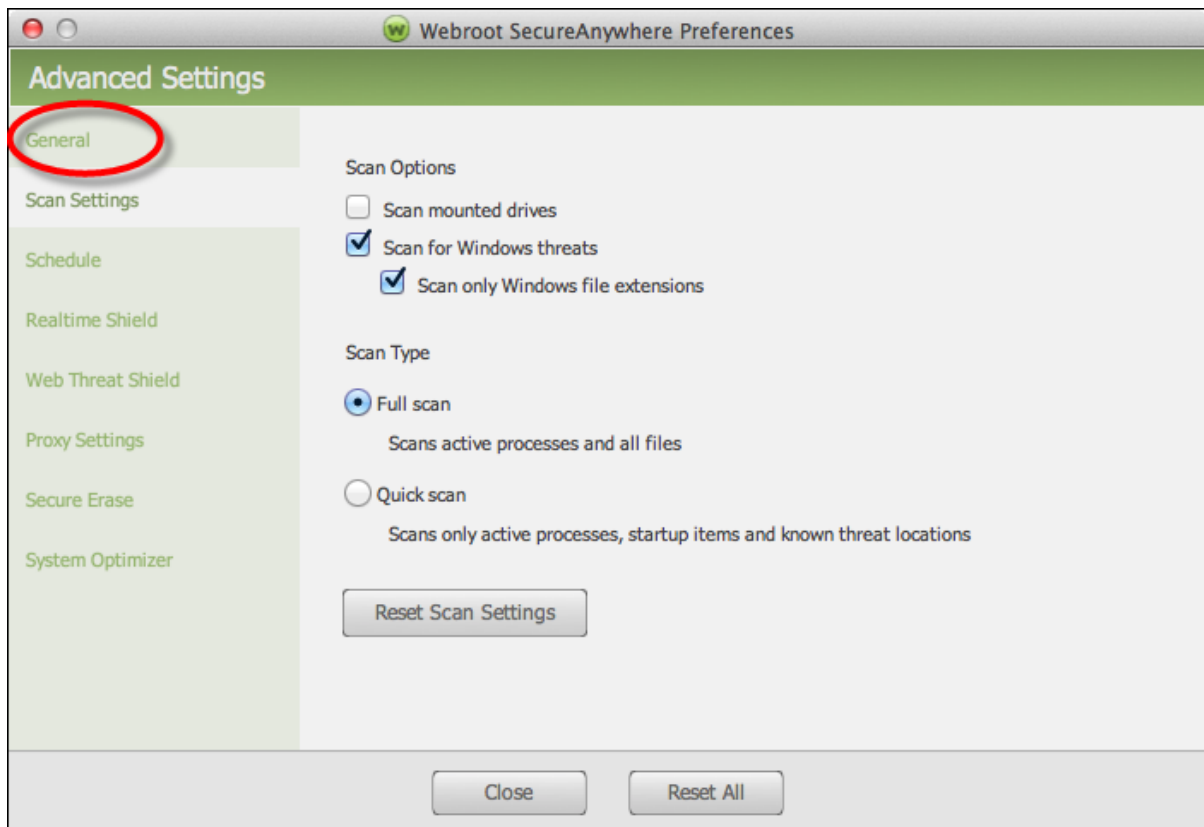 Webroot SecureAnywhere Preferences
Advanced Settings
General
Scan Settings
Schedule
Realtime Shield
Web Threat Shield
Proxy Settings
Secure Erase
System Optimizer
Scan Options
Scan mounted drives
Scan for Windows threats
Scan only Windows file extensions
Scan Type
Full scan
Scans active processes and all files
Quick scan
Scans only active processes, startup items and known threat locations
Reset Scan Settings
Close
Reset All